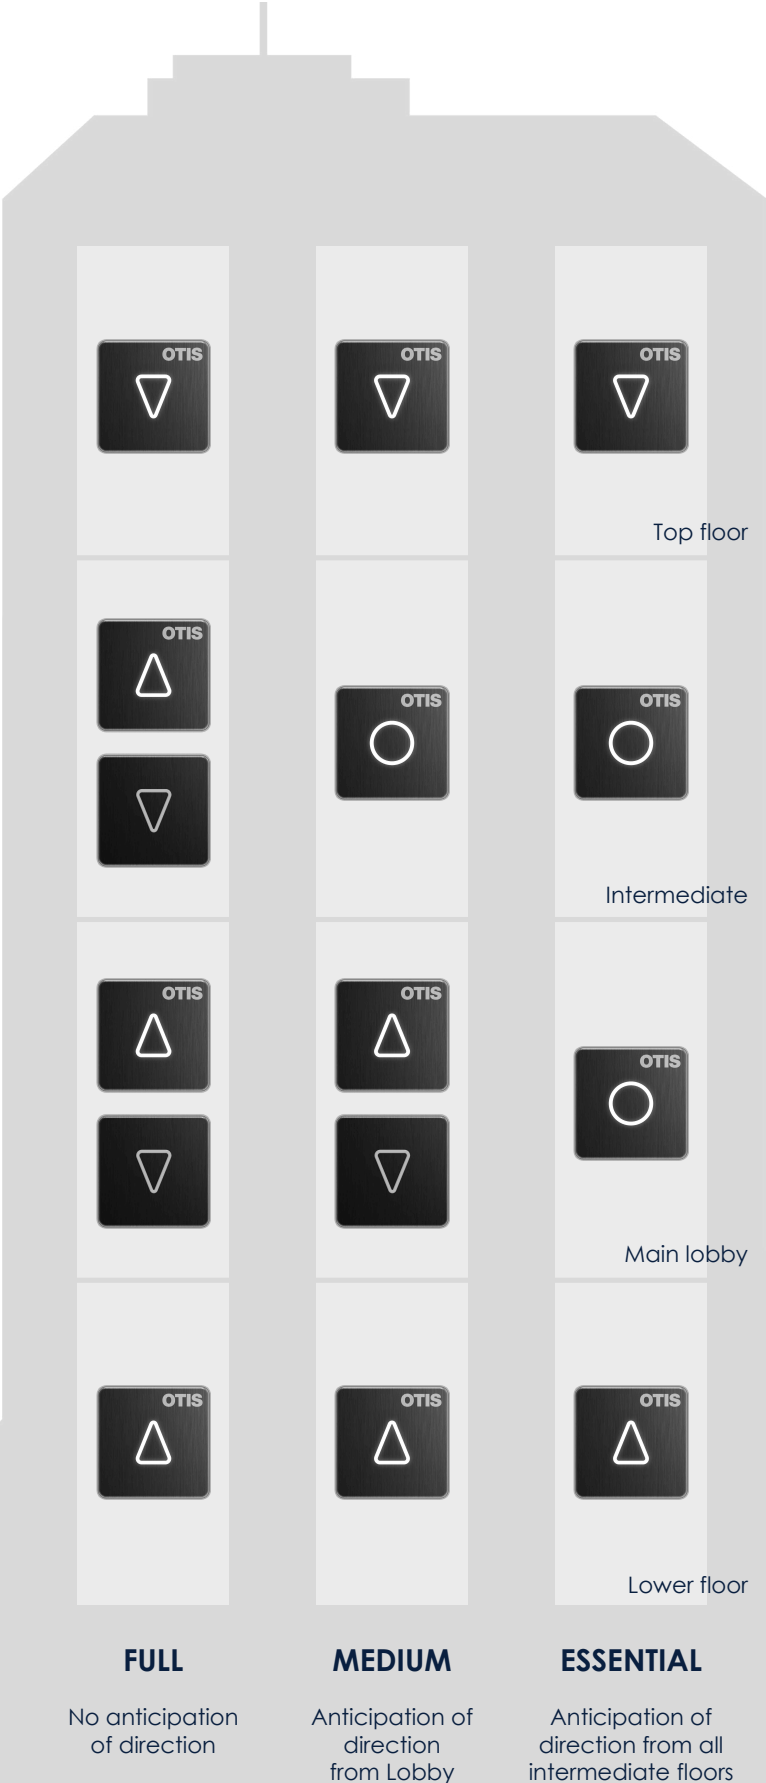 OTIS OTIS OTIS
Top floor
OTIS
OTIS OTIS
Intermediate
OTIS OTIS
OTIS
Main lobby
OTIS OTIS OTIS
Lower floor
FULL MEDIUM ESSENTIAL
No anticipation
of direction
Anticipation of
direction
from Lobby
Anticipation of
direction from all
intermediate floors